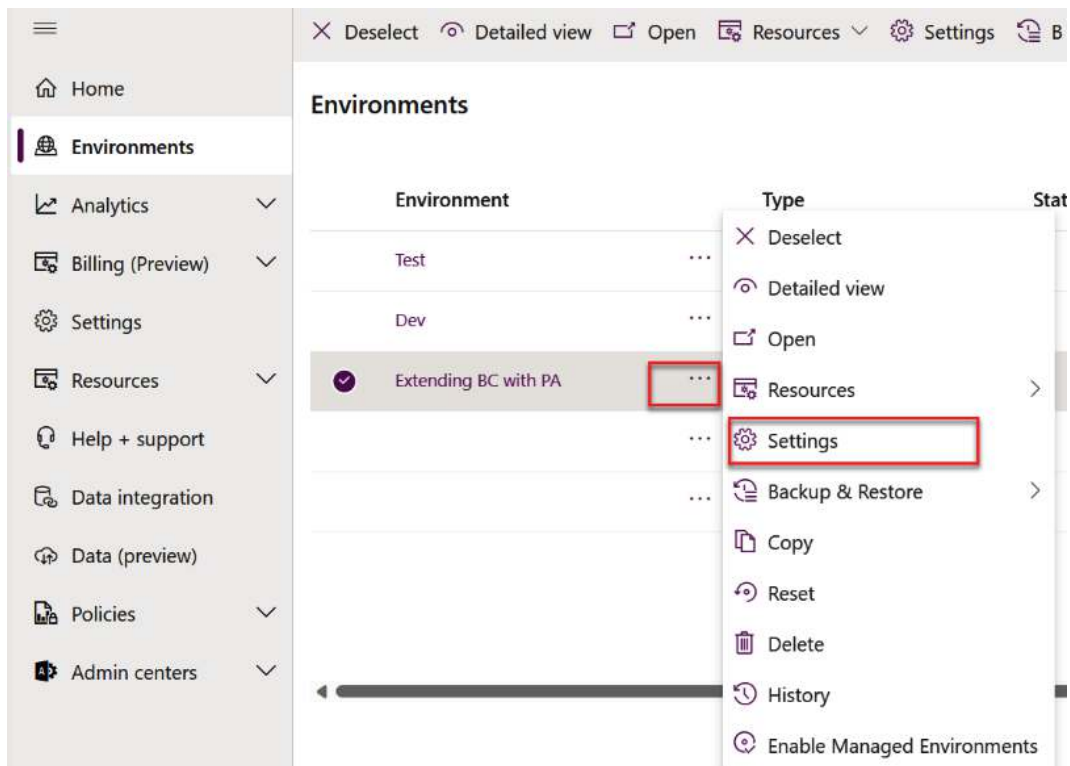 Deselect Detailed view Open Resources Settings B
Home
Environments
Analytics
Billing (Preview)
Settings
Resources
Help + support
Data integration
Data (preview)
Policies
Admin centers
Environments
Environment Type Stat
Test ...
Dev ...
Extending BC with PA ...
...
...
Deselect
Detailed view
Open
Resources
Settings
Backup & Restore
Copy
Reset
Delete
History
Enable Managed Environments